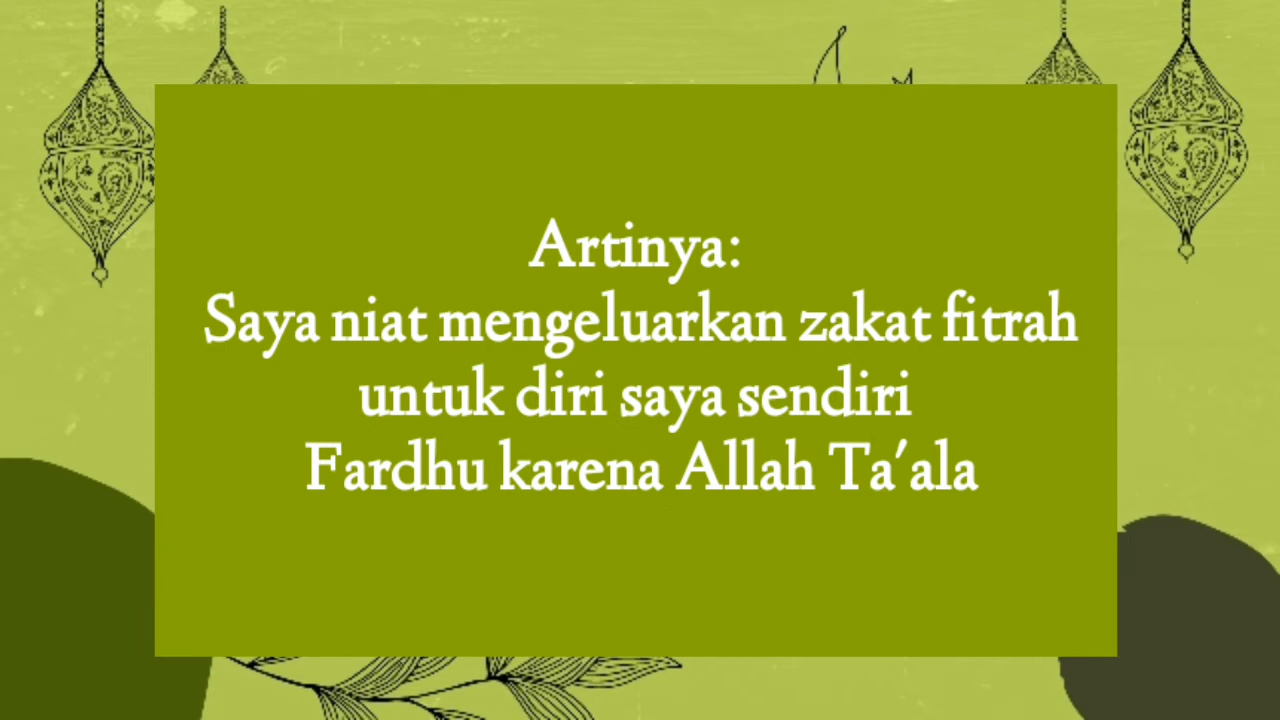 Artinya:
Saya niat mengeluarkan zakat fitrah
untuk diri saya sendiri
Fardhu karena Allah Ta'ala